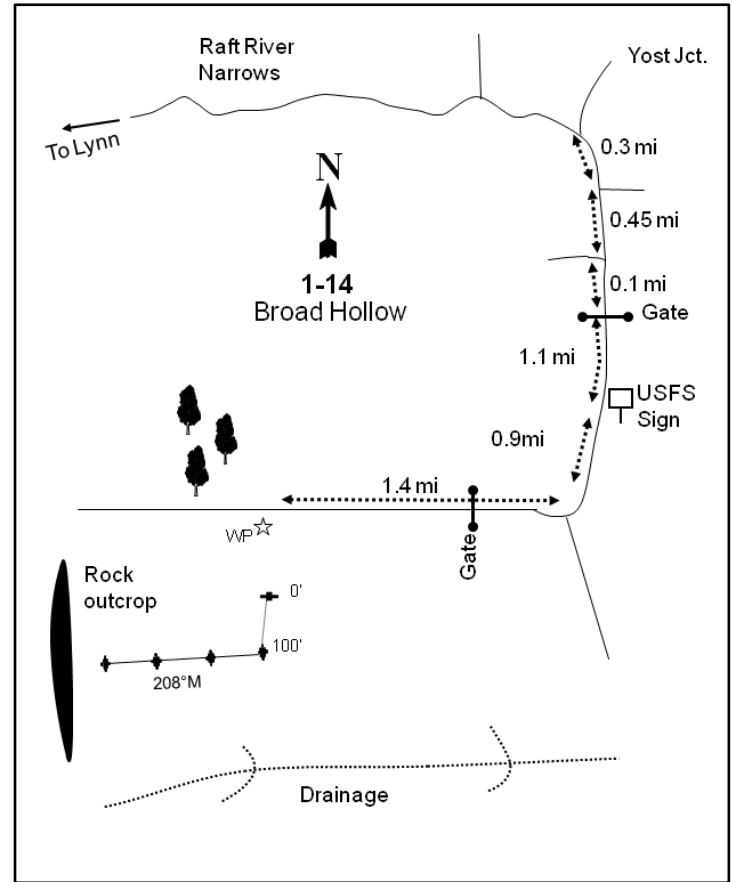 Raft River
Narrows
Yost Jct.
To Lynn
0.3 mi
N
0.45 mi
1-14
Broad Hollow
0.1 mi
Gate
1.1 mi
USFS
Sign
0.9mi
1.4 mi
WP
Gate
Rock
outcrop
0'
100'
208°M
Drainage